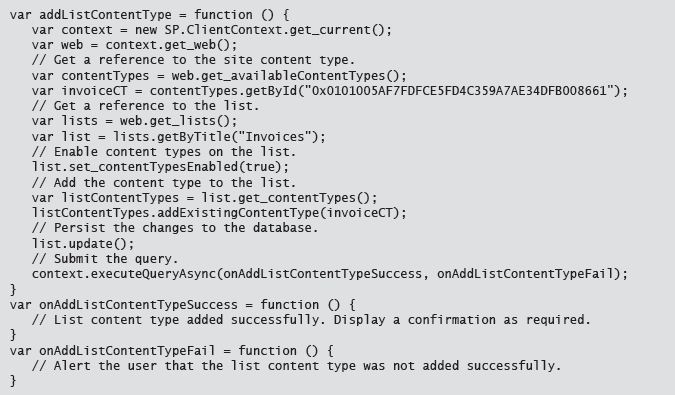 var addListContentType = function () {
var context = new SP.ClientContext.get_current();
var web = context.get_web();
// Get a reference to the site content type.
var contentTypes = web.get_availableContentTypes();
var invoiceCT = contentTypes.getById("0x0101005AF7FDFCE5FD4C359A7AE34DFB008661");
// Get a reference to the list.
var lists = web.get_lists();
var list = lists.getByTitle("Invoices");
// Enable content types on the list.
list.set_contentTypesEnabled(true);
// Add the content type to the list.
var listContentTypes = list.get_contentTypes();
listContentTypes.addExistingContentType(invoiceCT);
// Persist the changes to the database.
list.update();
// Submit the query.
context.executeQueryAsync(onAddListContentTypeSuccess, onAddListContentTypeFail);
}
var onAddListContentTypeSuccess = function () {
// List content type added successfully. Display a confirmation as required.
}
var onAddListContentTypeFail = function () {
// Alert the user that the list content type was not added successfully.
}